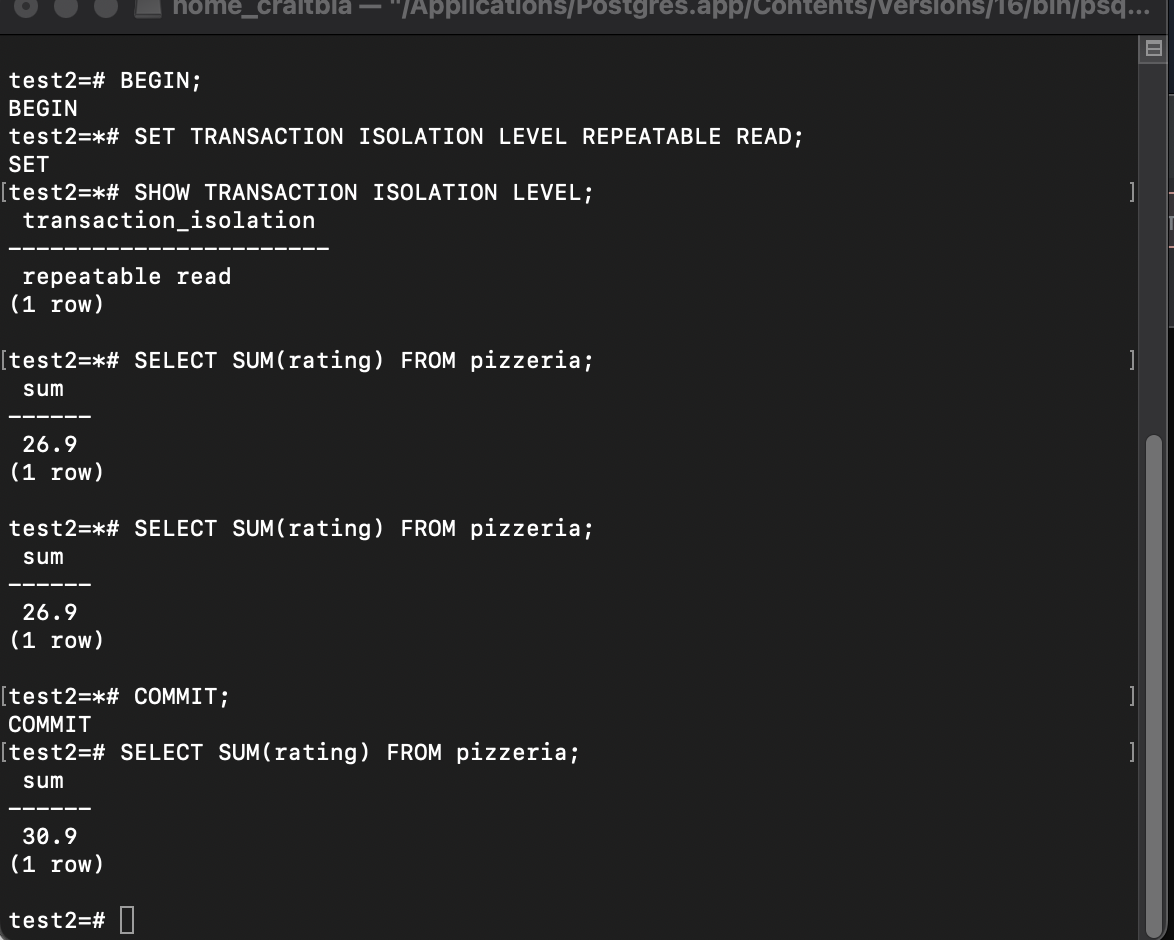 home_craltbla — "/Applications/Postgres.app/Contents/Versions/16/bin/psq...
test2=# BEGIN;
BEGIN
test2=*# SET TRANSACTION ISOLATION LEVEL REPEATABLE READ;
SET
[test2=*# SHOW TRANSACTION ISOLATION LEVEL; ]
transaction_isolation
-----------------------
repeatable read
(1 row)
[test2=*# SELECT SUM(rating) FROM pizzeria; ]
sum
------
26.9
(1 row)
test2=*# SELECT SUM(rating) FROM pizzeria;
sum
------
26.9
(1 row)
[test2=*# COMMIT; ]
COMMIT
[test2=# SELECT SUM(rating) FROM pizzeria; ]
sum
------
30.9
(1 row)
test2=#